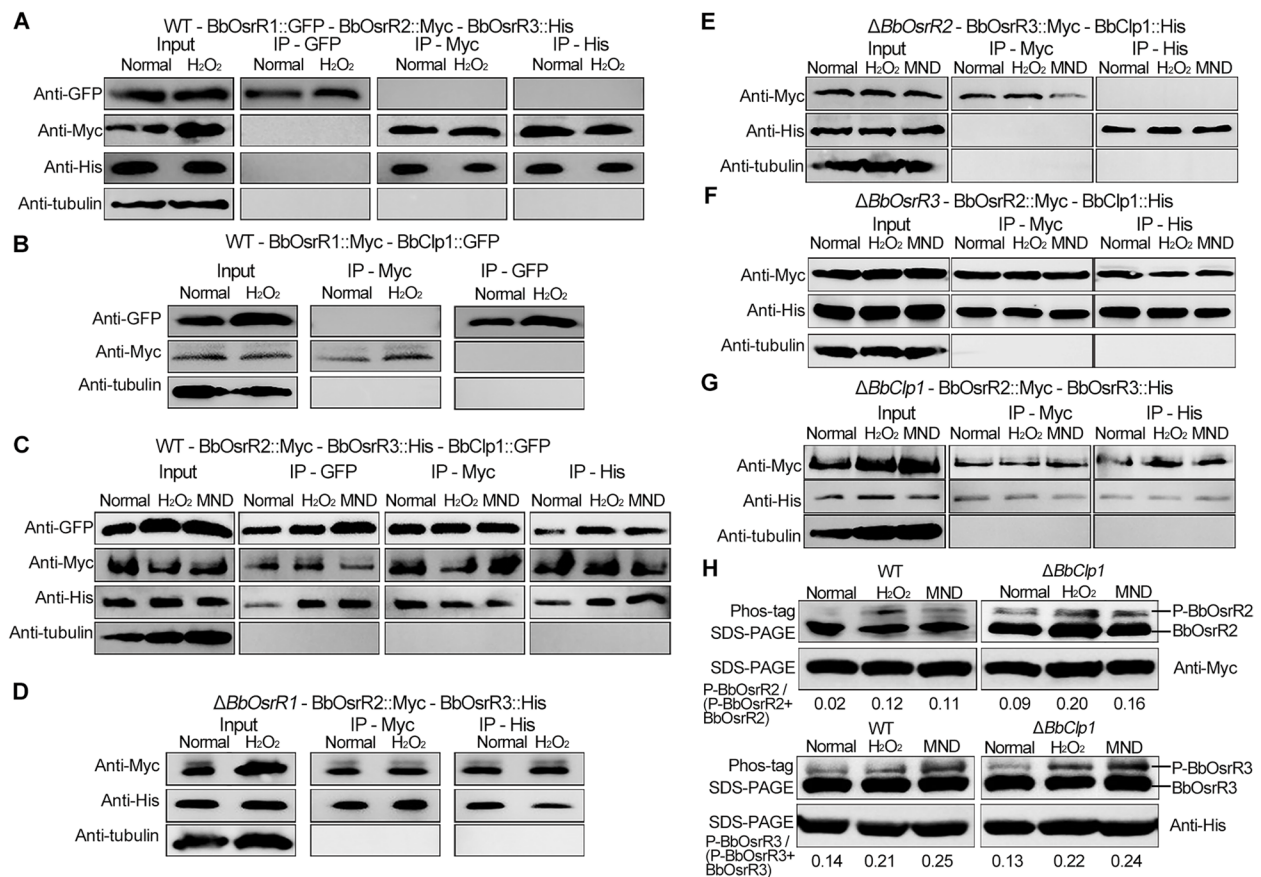 A
WT - BbOsrR1::GFP - BbOsrR2::Myc - BbOsrR3::His
Input IP - GFP IP - Myc IP - His
Normal H₂O₂ Normal H₂O₂ Normal H₂O₂ Normal H₂O₂
Anti-GFP
Anti-Myc
Anti-His
Anti-tubulin
B
WT - BbOsrR1::Myc - BbClp1::GFP
Input IP - Myc IP - GFP
Normal H₂O₂ Normal H₂O₂ Normal H₂O₂
Anti-GFP
Anti-Myc
Anti-tubulin
C
WT - BbOsrR2::Myc - BbOsrR3::His - BbClp1::GFP
Input IP - GFP IP - Myc IP - His
Normal H₂O₂ MND Normal H₂O₂ MND Normal H₂O₂ MND Normal H₂O₂ MND
Anti-GFP
Anti-Myc
Anti-His
Anti-tubulin
D
ΔBbOsrR1 - BbOsrR2::Myc - BbOsrR3::His
Input IP - Myc IP - His
Normal H₂O₂ Normal H₂O₂ Normal H₂O₂
Anti-Myc
Anti-His
Anti-tubulin
E
ΔBbOsrR2 - BbOsrR3::Myc - BbClp1::His
Input IP - Myc IP - His
Normal H₂O₂ MND Normal H₂O₂ MND Normal H₂O₂ MND
Anti-Myc
Anti-His
Anti-tubulin
F
ΔBbOsrR3 - BbOsrR2::Myc - BbClp1::His
Input IP - Myc IP - His
Normal H₂O₂ MND Normal H₂O₂ MND Normal H₂O₂ MND
Anti-Myc
Anti-His
Anti-tubulin
G
ΔBbClp1 - BbOsrR2::Myc - BbOsrR3::His
Input IP - Myc IP - His
Normal H₂O₂ MND Normal H₂O₂ MND Normal H₂O₂ MND
Anti-Myc
Anti-His
Anti-tubulin
H
WT ΔBbClp1
Normal H₂O₂ MND Normal H₂O₂ MND
Phos-tag P-BbOsrR2
SDS-PAGE BbOsrR2
SDS-PAGE Anti-Myc
P-BbOsrR2 /
(P-BbOsrR2+ 0.02 0.12 0.11 0.09 0.20 0.16
BbOsrR2)
WT ΔBbClp1
Normal H₂O₂ MND Normal H₂O₂ MND
Phos-tag P-BbOsrR3
SDS-PAGE BbOsrR3
SDS-PAGE Anti-His
P-BbOsrR3 /
(P-BbOsrR3+ 0.14 0.21 0.25 0.13 0.22 0.24
BbOsrR3)